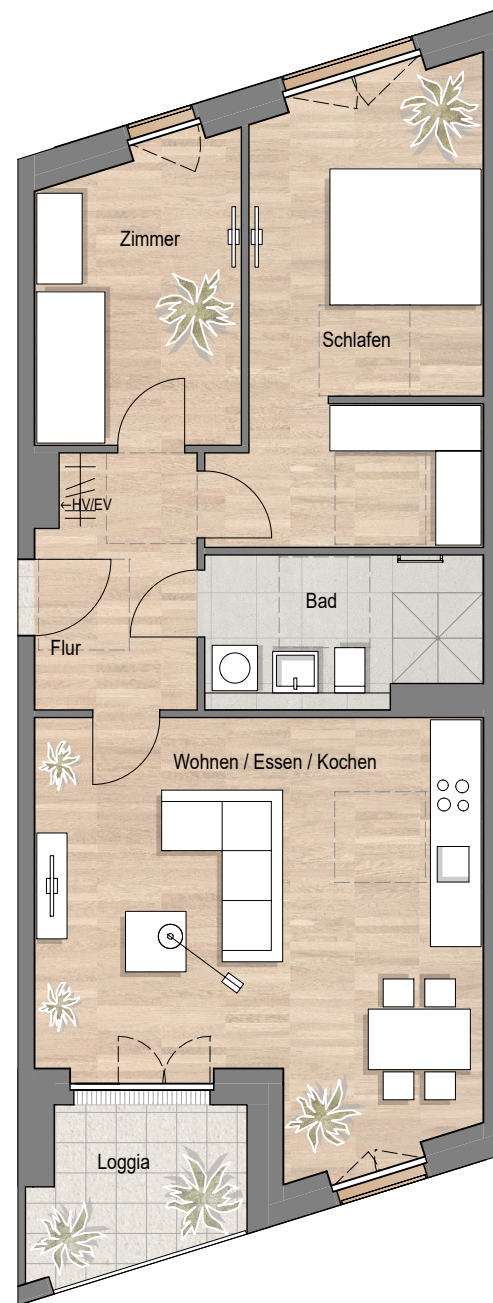 Zimmer
Schlafen
←HV/EV
Bad
Flur
Wohnen / Essen / Kochen
Loggia